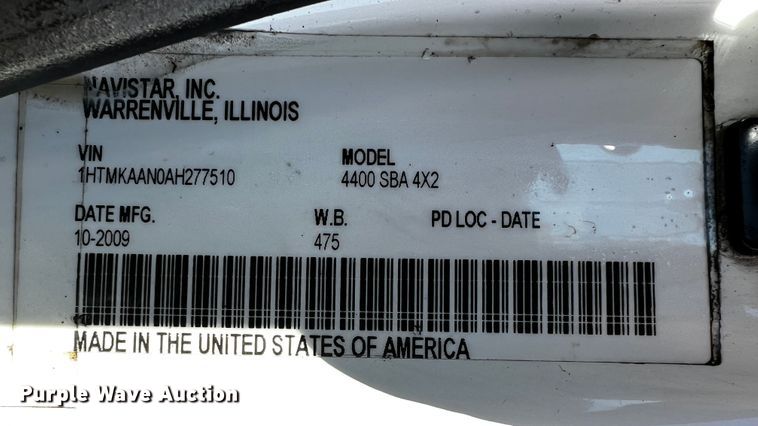 NAVISTAR, INC.
WARRENVILLE, ILLINOIS
VIN MODEL
1HTMKAAN0AH277510 4400 SBA 4X2
DATE MFG. W.B. PD LOC - DATE
10-2009 475
MADE IN THE UNITED STATES OF AMERICA
Purple Wave Auction